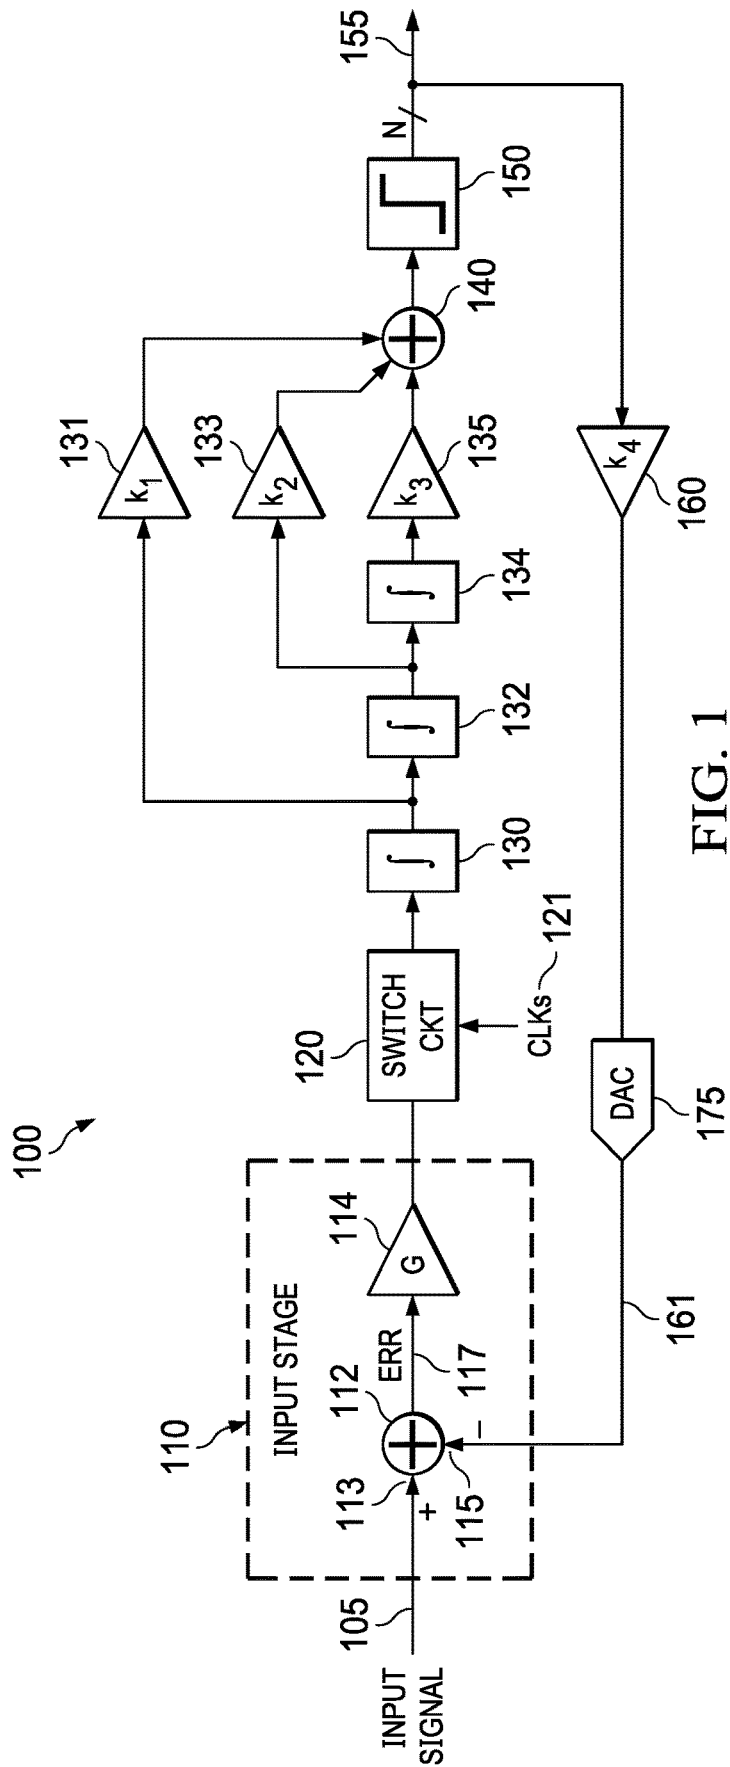 100
110
INPUT STAGE
INPUT
SIGNAL
105
113
+
112
ERR
117
115
−
G
114
120
SWITCH
CKT
CLKs
121
∫
130
∫
132
∫
134
k1
131
k2
133
k3
135
140
150
N
155
k4
160
DAC
175
161
FIG. 1